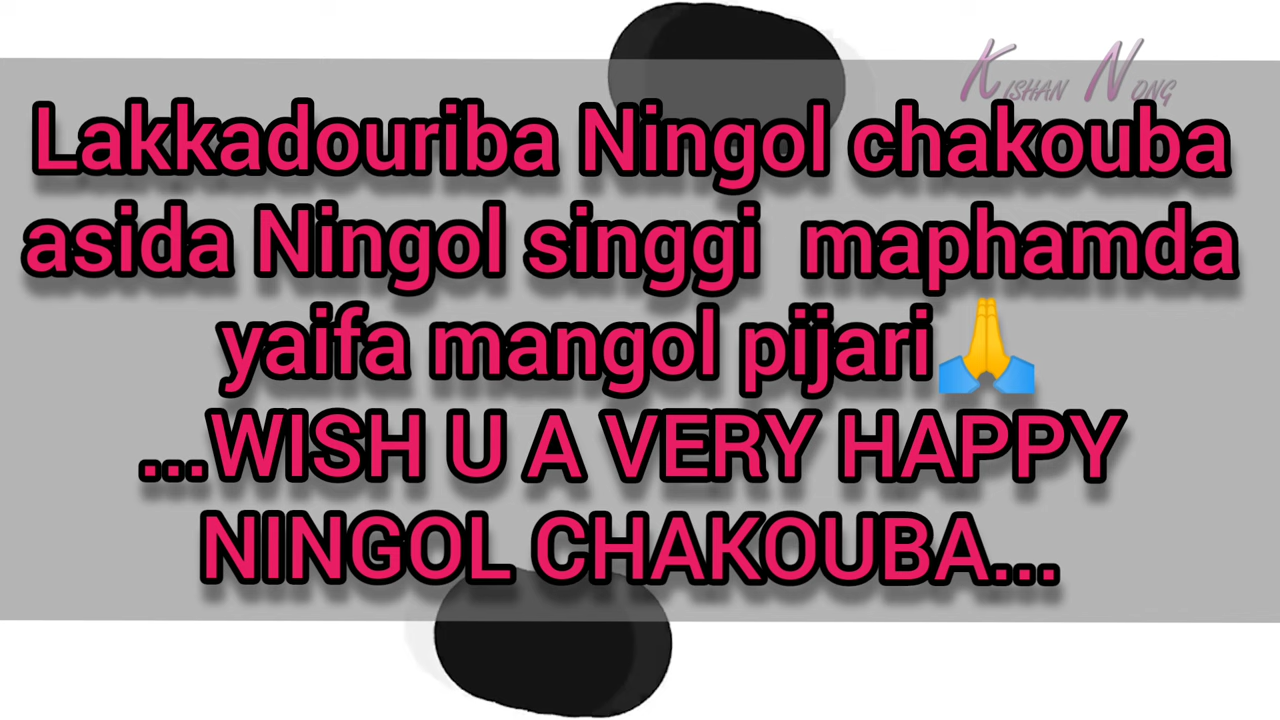 Kishan Nong
Lakkadouriba Ningol chakouba
asida Ningol singgi maphamda
yaifa mangol pijari🙏
...WISH U A VERY HAPPY
NINGOL CHAKOUBA...